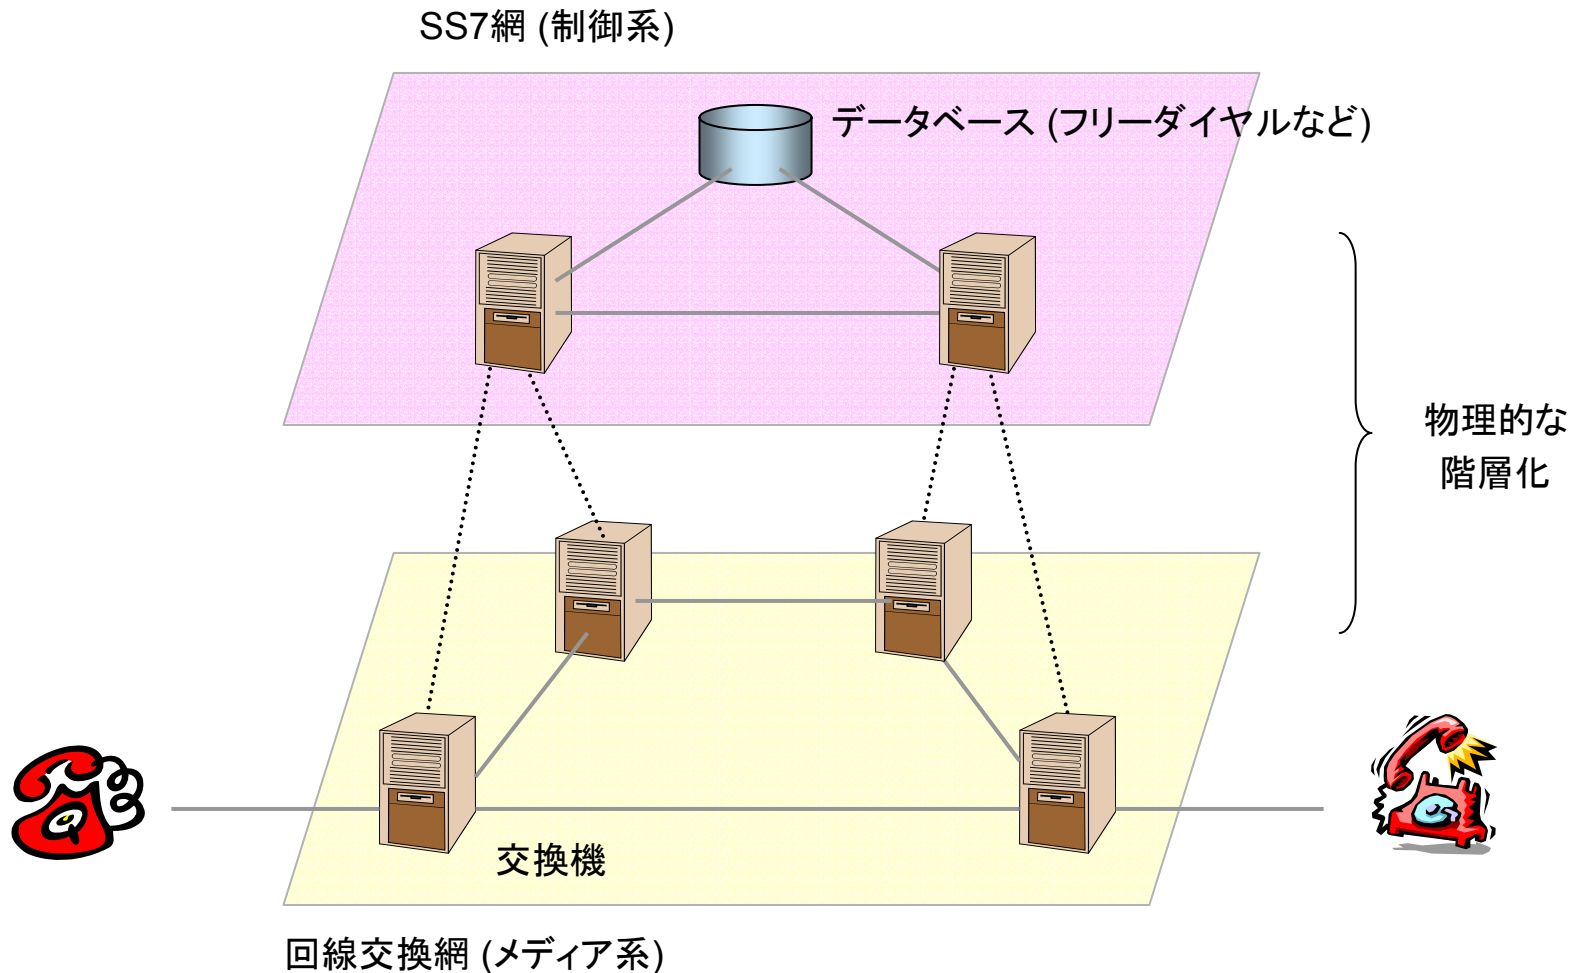 SS7網 (制御系)
データベース (フリーダイヤルなど)
物理的な
階層化
交換機
回線交換網 (メディア系)